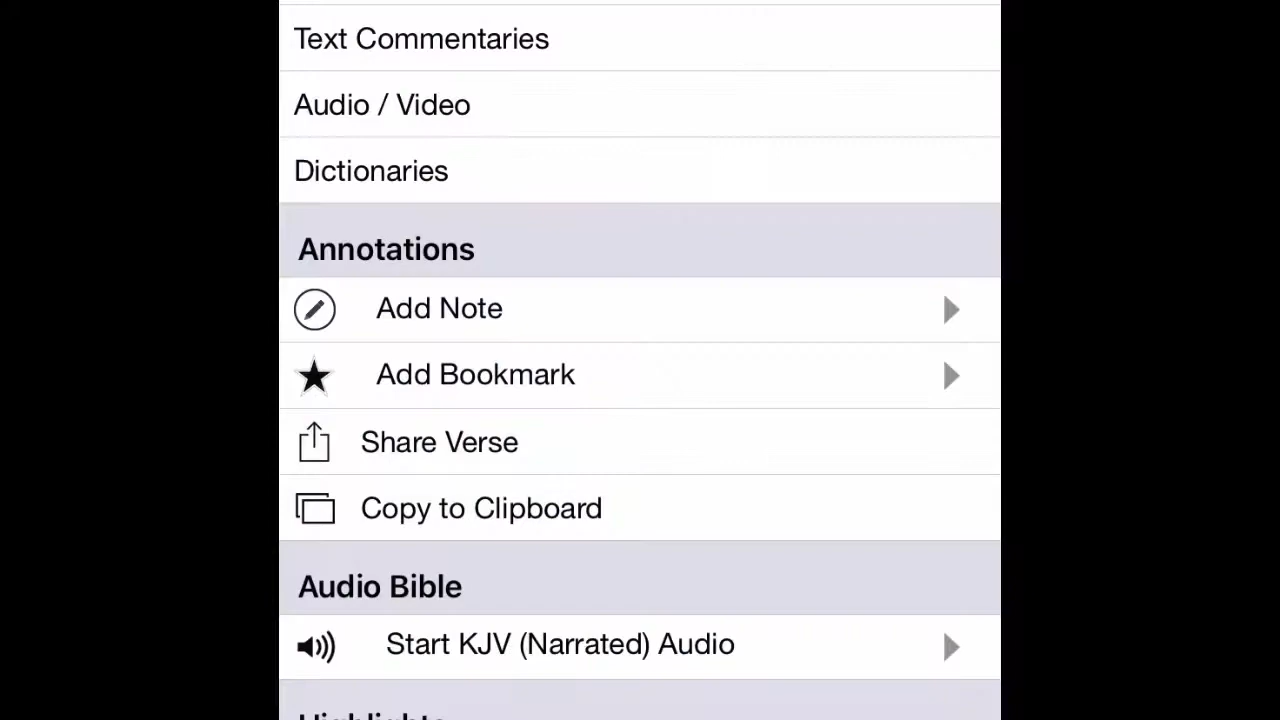 Text Commentaries
Audio / Video
Dictionaries
Annotations
Add Note
Add Bookmark
Share Verse
Copy to Clipboard
Audio Bible
Start KJV (Narrated) Audio
Highlights